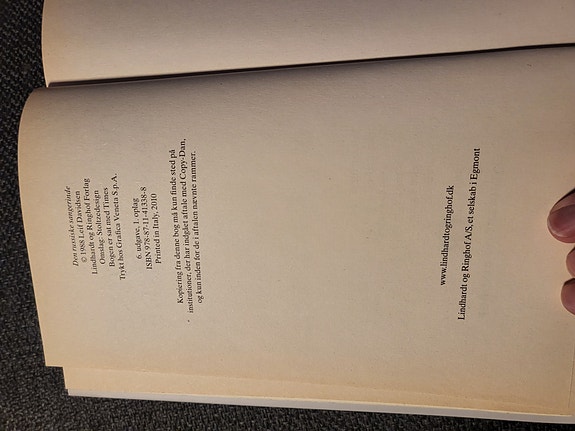 Den russiske sangerinde
© 1988 Leif Davidsen
Lindhardt og Ringhof Forlag
Omslag: Stoltzedesign
Bogen er sat med Times
Trykt hos Grafica Veneta S.p.A.
6. udgave, 1. oplag
ISBN 978-87-11-41338-8
Printed in Italy, 2010
Kopiering fra denne bog må kun finde sted på
institutioner, der har indgået aftale med Copy-Dan,
og kun inden for de i aftalen nævnte rammer.
www.lindhardtogringhof.dk
Lindhardt og Ringhof A/S, et selskab i Egmont